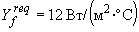 Y_f^req = 12 Вт/(м²·°С)